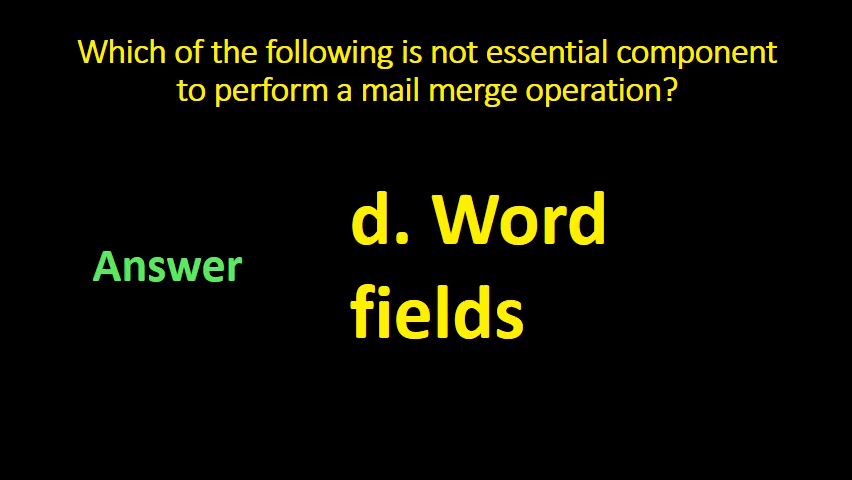 Which of the following is not essential component
to perform a mail merge operation?
Answer
d. Word
fields